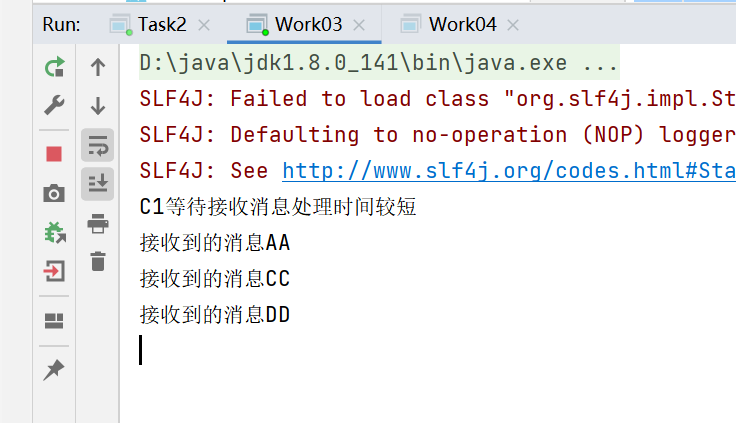 Run: Task2 Work03 Work04
D:\java\jdk1.8.0_141\bin\java.exe ...
SLF4J: Failed to load class "org.slf4j.impl.St
SLF4J: Defaulting to no-operation (NOP) logger
SLF4J: See http://www.slf4j.org/codes.html#Sta
C1等待接收消息处理时间较短
接收到的消息AA
接收到的消息CC
接收到的消息DD